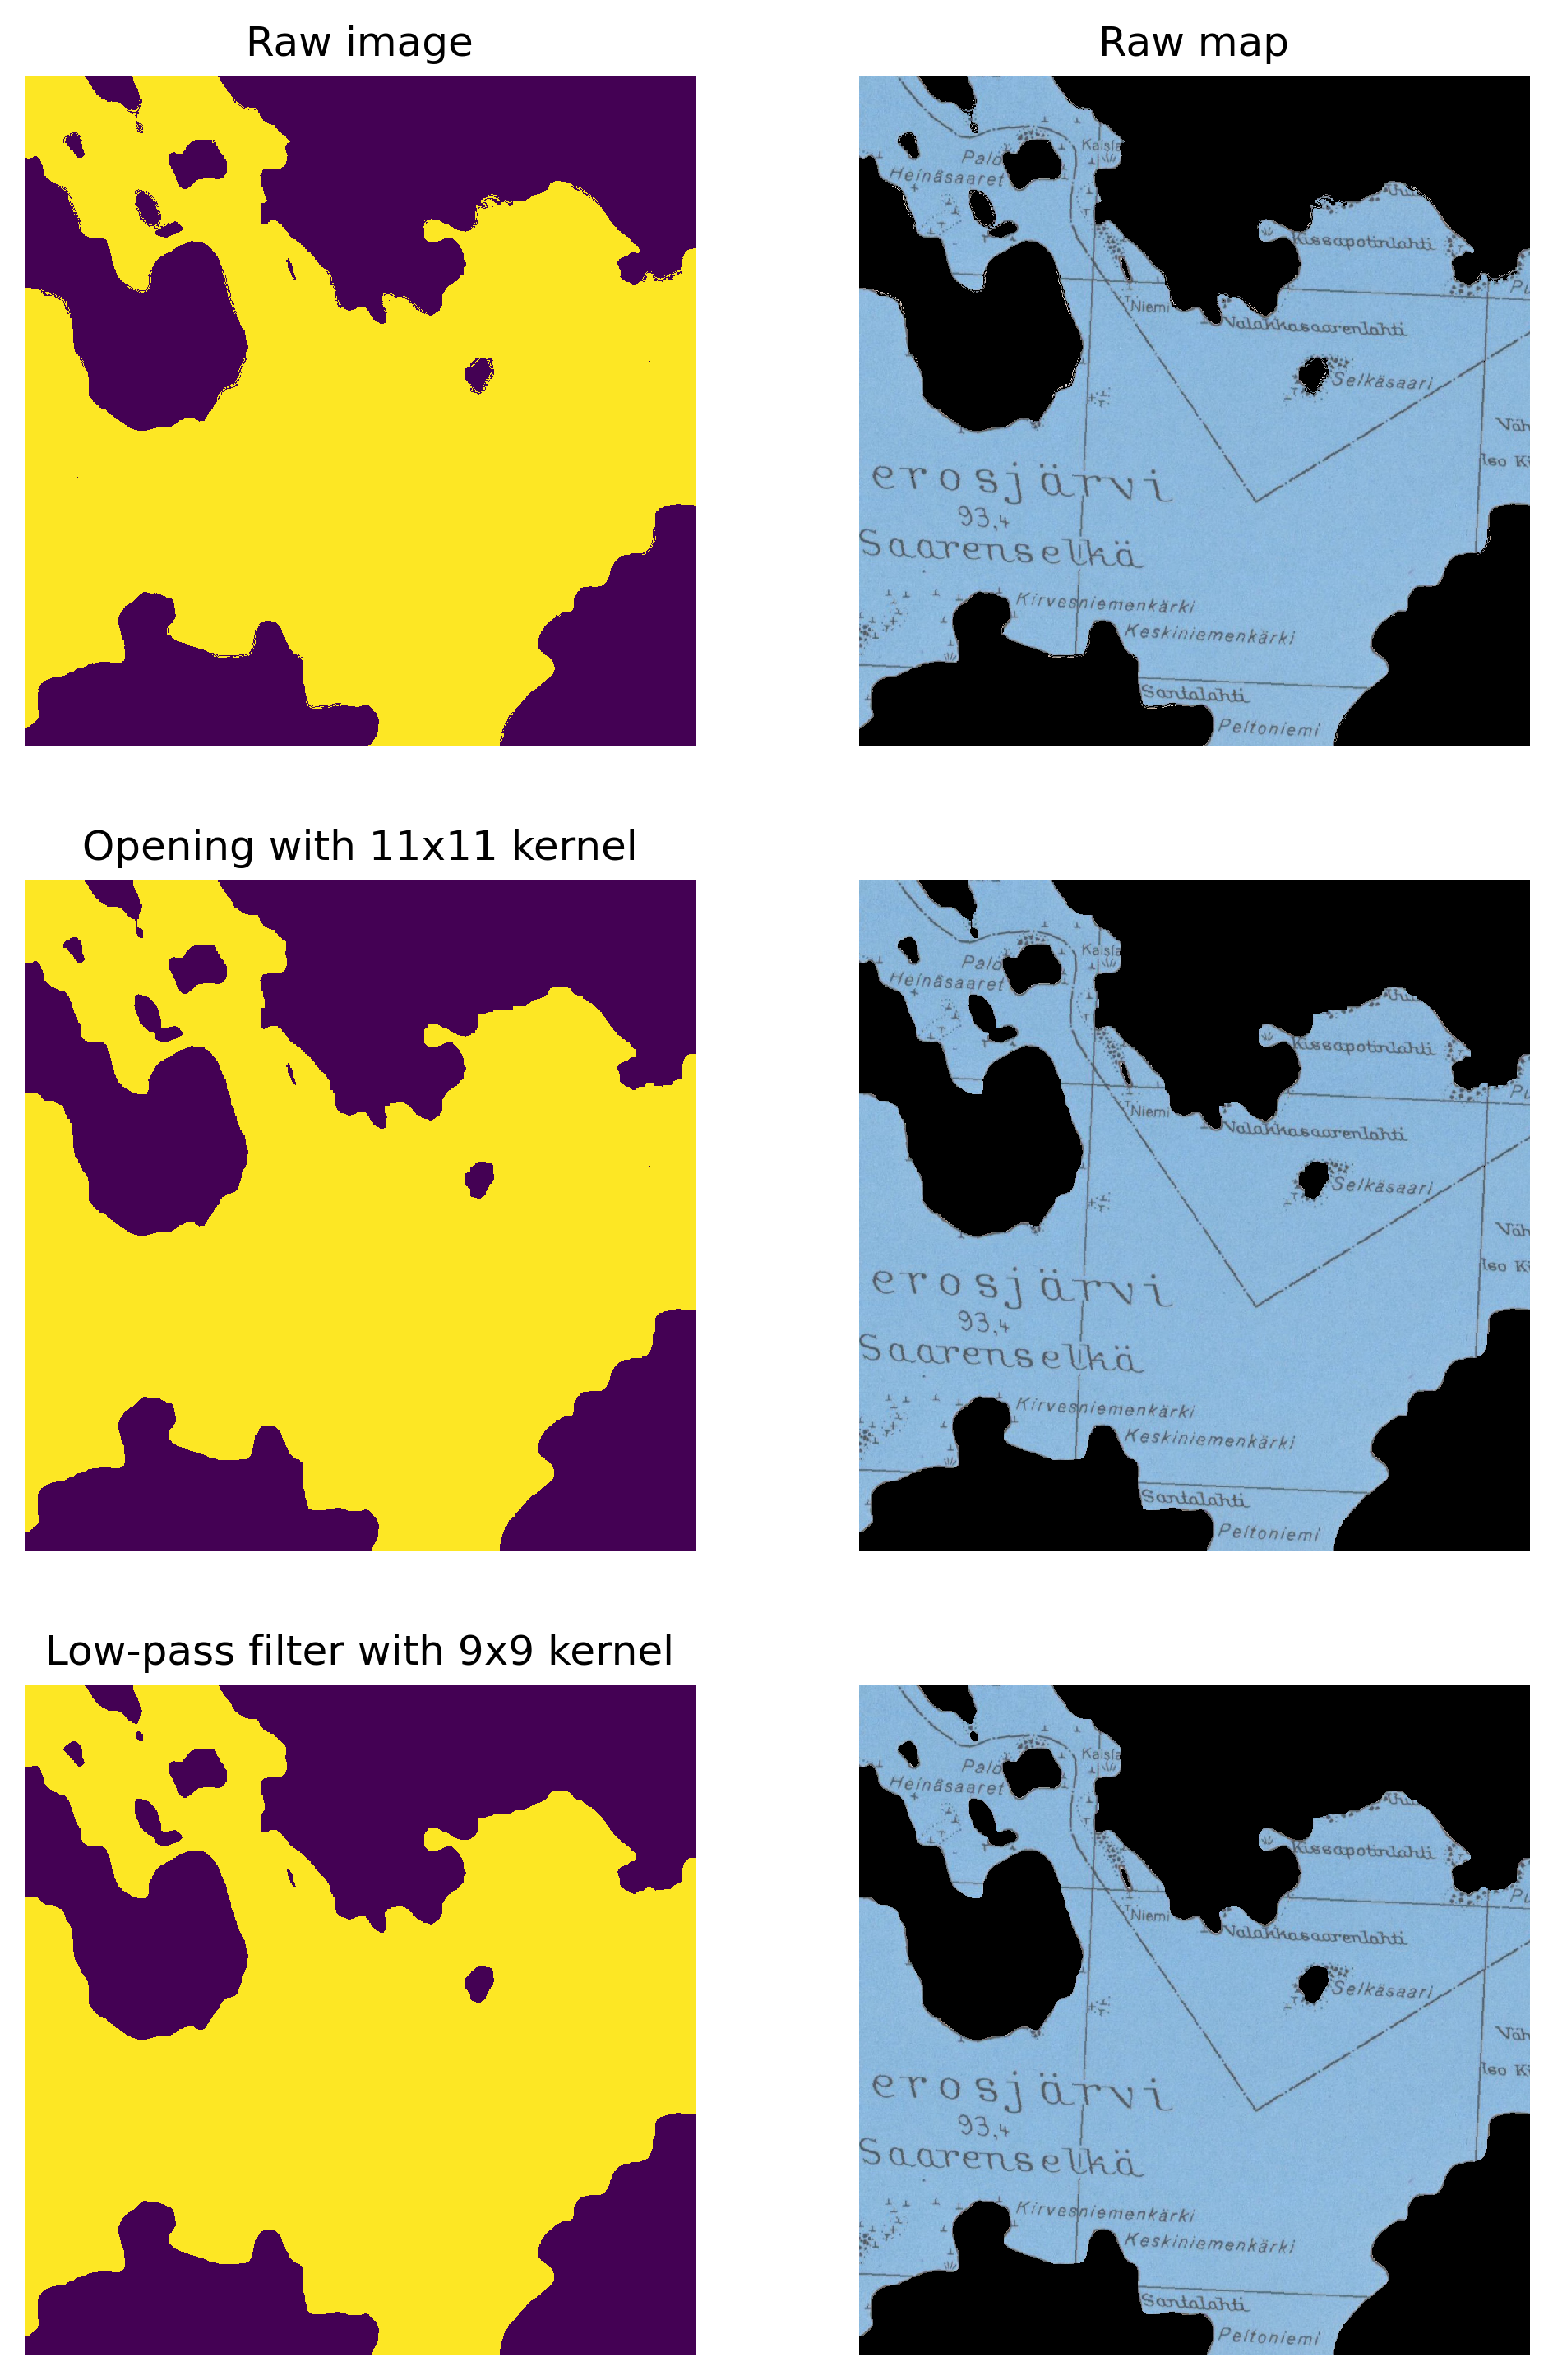 Raw image
Raw map
Kaisla
Palo
Heinäsaaret
Kissapotinlahti
Pu
Niemi
Valakkasaarenlahti
Selkäsaari
Väh
Iso Ki
erosjärvi
93,4
Saarenselkä
Kirvesniemenkärki
Keskiniemenkärki
Santalahti
Peltoniemi
Opening with 11x11 kernel
Kaisla
Palo
Heinäsaaret
Kissapotinlahti
Pu
Niemi
Valakkasaarenlahti
Selkäsaari
Väh
Iso Ki
erosjärvi
93,4
Saarenselkä
Kirvesniemenkärki
Keskiniemenkärki
Santalahti
Peltoniemi
Low-pass filter with 9x9 kernel
Kaisla
Palo
Heinäsaaret
Kissapotinlahti
Pu
Niemi
Valakkasaarenlahti
Selkäsaari
Väh
Iso Ki
erosjärvi
93,4
Saarenselkä
Kirvesniemenkärki
Keskiniemenkärki
Santalahti
Peltoniemi